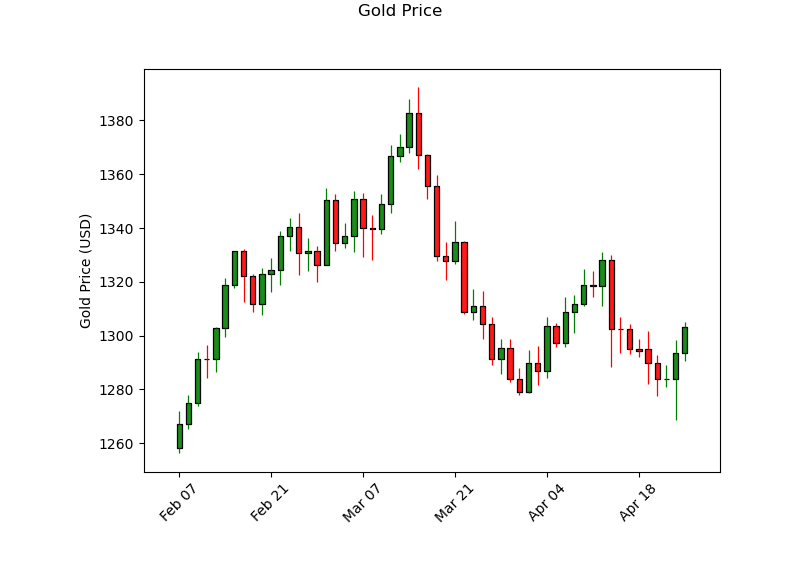 Gold Price
Gold Price (USD)
1380
1360
1340
1320
1300
1280
1260
Feb 07
Feb 21
Mar 07
Mar 21
Apr 04
Apr 18